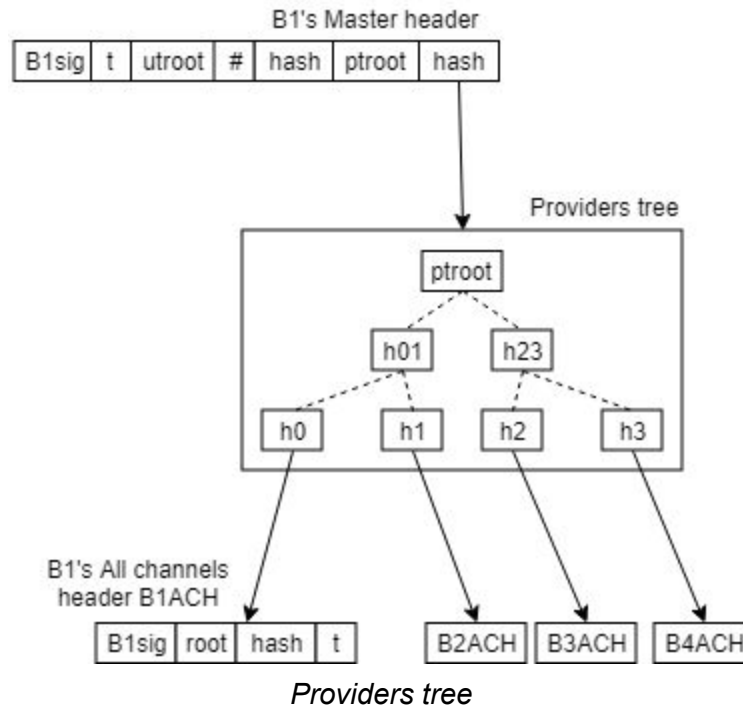 B1's Master header
B1sig t utroot # hash ptroot hash
Providers tree
ptroot
h01 h23
h0 h1 h2 h3
B1's All channels
header B1ACH
B1sig root hash t B2ACH B3ACH B4ACH
Providers tree